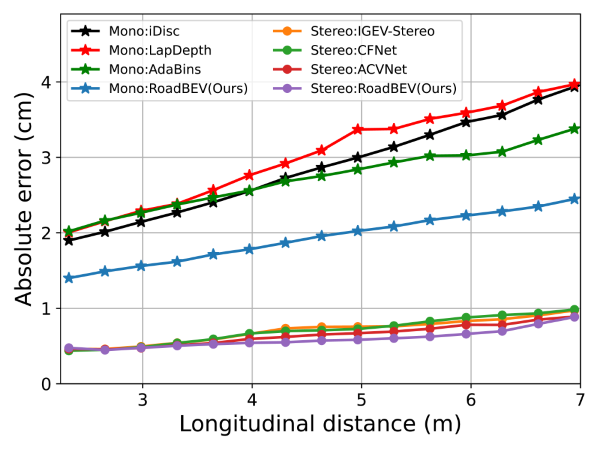 Mono:iDisc
Mono:LapDepth
Mono:AdaBins
Mono:RoadBEV(Ours)
Stereo:IGEV-Stereo
Stereo:CFNet
Stereo:ACVNet
Stereo:RoadBEV(Ours)
Absolute error (cm)
4
3
2
1
0
3
4
5
6
7
Longitudinal distance (m)